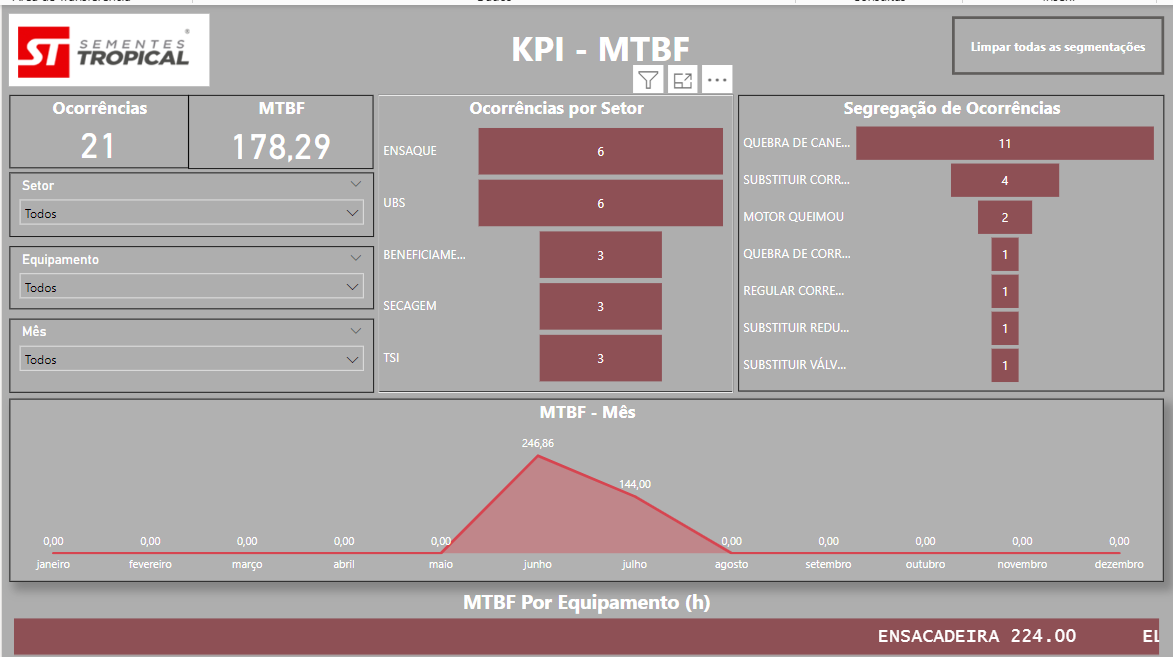 SEMENTES
TROPICAL
KPI - MTBF
Limpar todas as segmentações
Ocorrências
21
MTBF
178,29
Setor
Todos
Equipamento
Todos
Mês
Todos
Ocorrências por Setor
ENSAQUE 6
UBS 6
BENEFICIAME... 3
SECAGEM 3
TSI 3
Segregação de Ocorrências
QUEBRA DE CANE... 11
SUBSTITUIR CORR... 4
MOTOR QUEIMOU 2
QUEBRA DE CORR... 1
REGULAR CORRE... 1
SUBSTITUIR REDU... 1
SUBSTITUIR VÁLV... 1
MTBF - Mês
0,00 0,00 0,00 0,00 0,00 246,86 144,00 0,00 0,00 0,00 0,00 0,00
janeiro fevereiro março abril maio junho julho agosto setembro outubro novembro dezembro
MTBF Por Equipamento (h)
ENSACADEIRA 224.00 EL